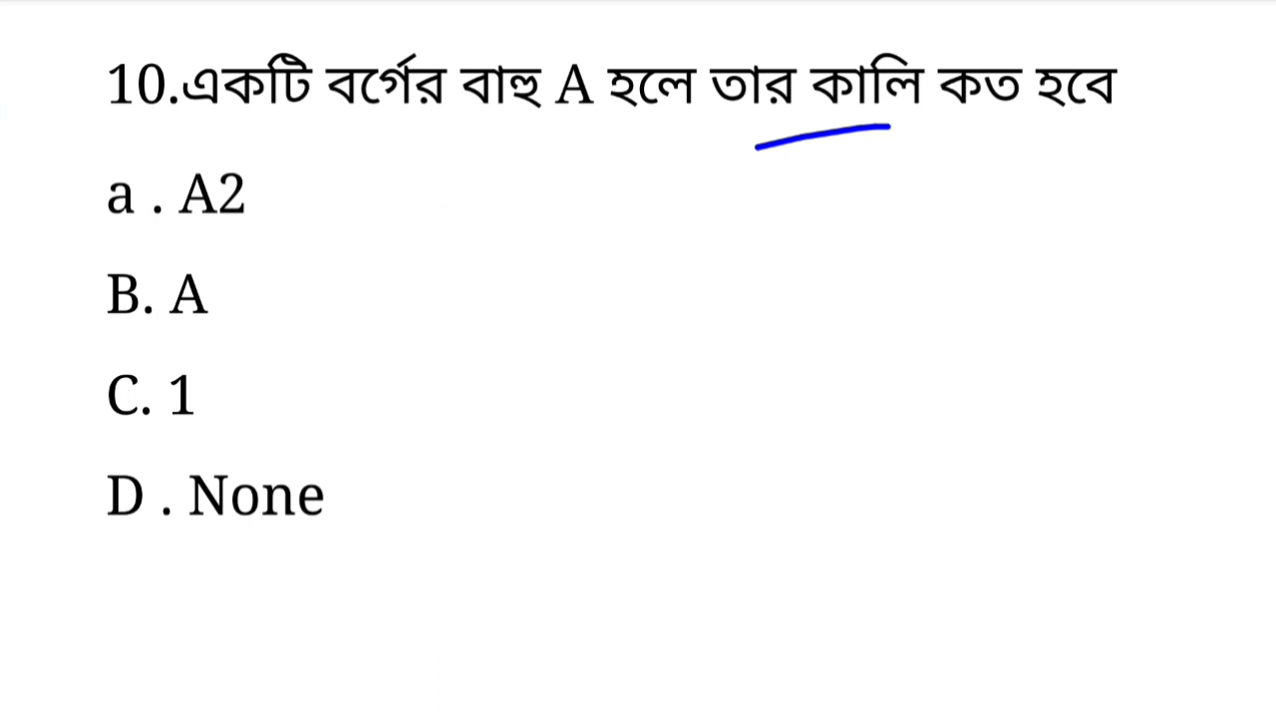 10.একটি বর্গের বাহু A হলে তার কালি কত হবে
a . A2
B. A
C. 1
D . None